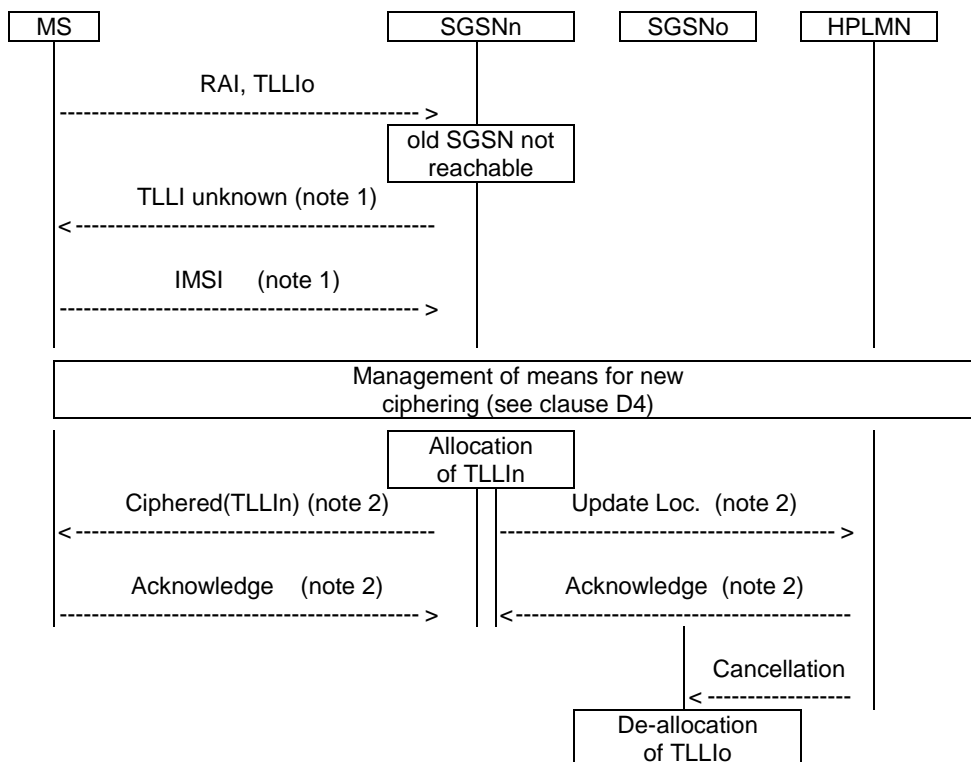 MS SGSNn SGSNo HPLMN
RAI, TLLIo
old SGSN not
reachable
TLLI unknown (note 1)
IMSI (note 1)
Management of means for new
ciphering (see clause D4)
Allocation
of TLLIn
Ciphered(TLLIn) (note 2) Update Loc. (note 2)
Acknowledge (note 2) Acknowledge (note 2)
Cancellation
De-allocation
of TLLIo